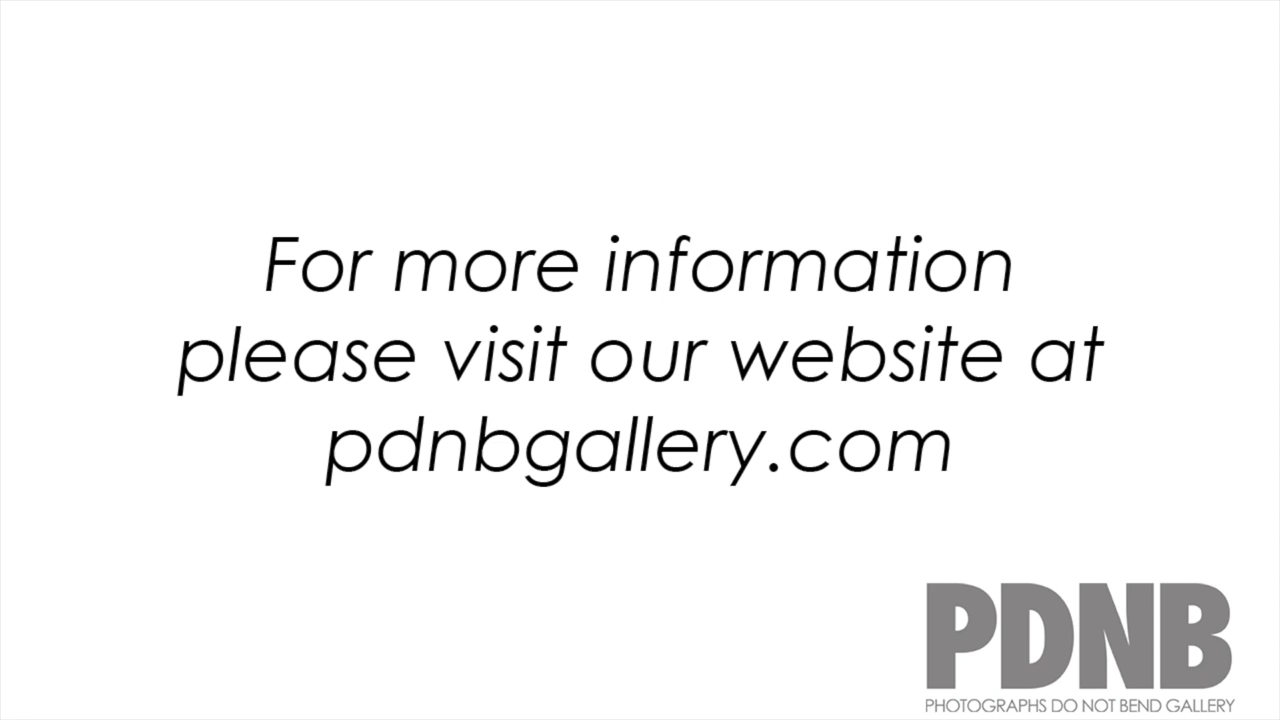 For more information
please visit our website at
pdnbgallery.com
PDNB
PHOTOGRAPHS DO NOT BEND GALLERY